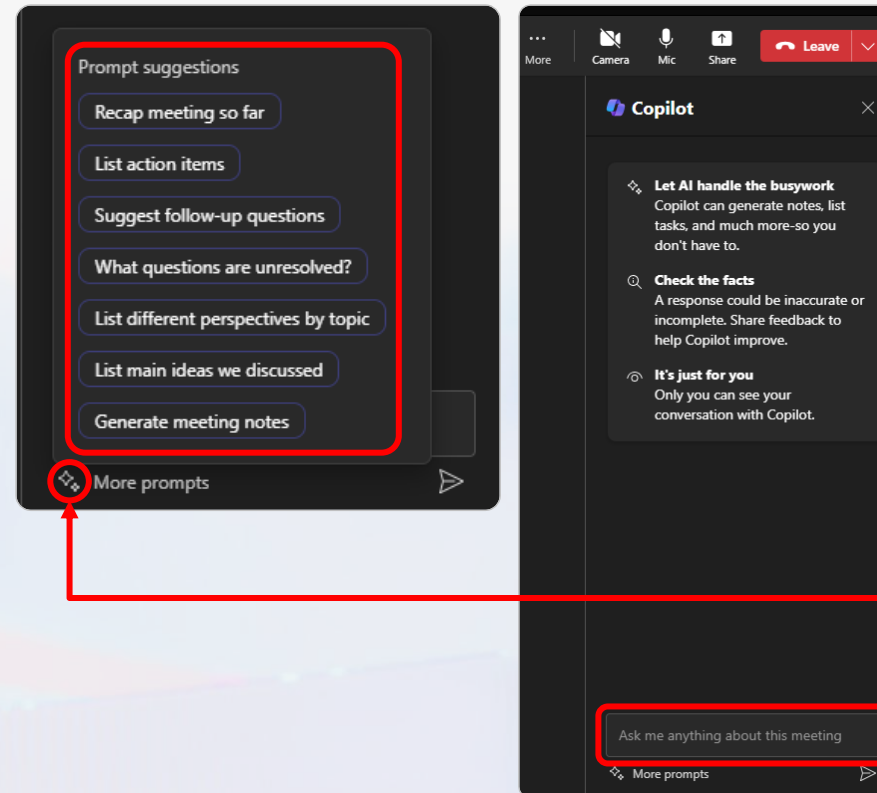 Prompt suggestions
Recap meeting so far
List action items
Suggest follow-up questions
What questions are unresolved?
List different perspectives by topic
List main ideas we discussed
Generate meeting notes
More prompts
More
Camera
Mic
Share
Leave
Copilot
Let AI handle the busywork
Copilot can generate notes, list
tasks, and much more-so you
don't have to.
Check the facts
A response could be inaccurate or
incomplete. Share feedback to
help Copilot improve.
It's just for you
Only you can see your
conversation with Copilot.
Ask me anything about this meeting
More prompts